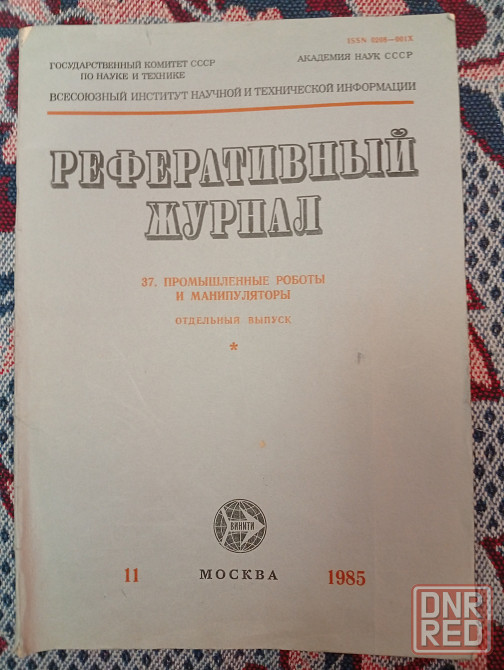 ISSN 0208—001X
ГОСУДАРСТВЕННЫЙ КОМИТЕТ СССР
ПО НАУКЕ И ТЕХНИКЕ
АКАДЕМИЯ НАУК СССР
ВСЕСОЮЗНЫЙ ИНСТИТУТ НАУЧНОЙ И ТЕХНИЧЕСКОЙ ИНФОРМАЦИИ
РЕФЕРАТИВНЫЙ
ЖУРНАЛ
37. ПРОМЫШЛЕННЫЕ РОБОТЫ
И МАНИПУЛЯТОРЫ
ОТДЕЛЬНЫЙ ВЫПУСК
*
ВИНИТИ
11 МОСКВА 1985
DNR
RED